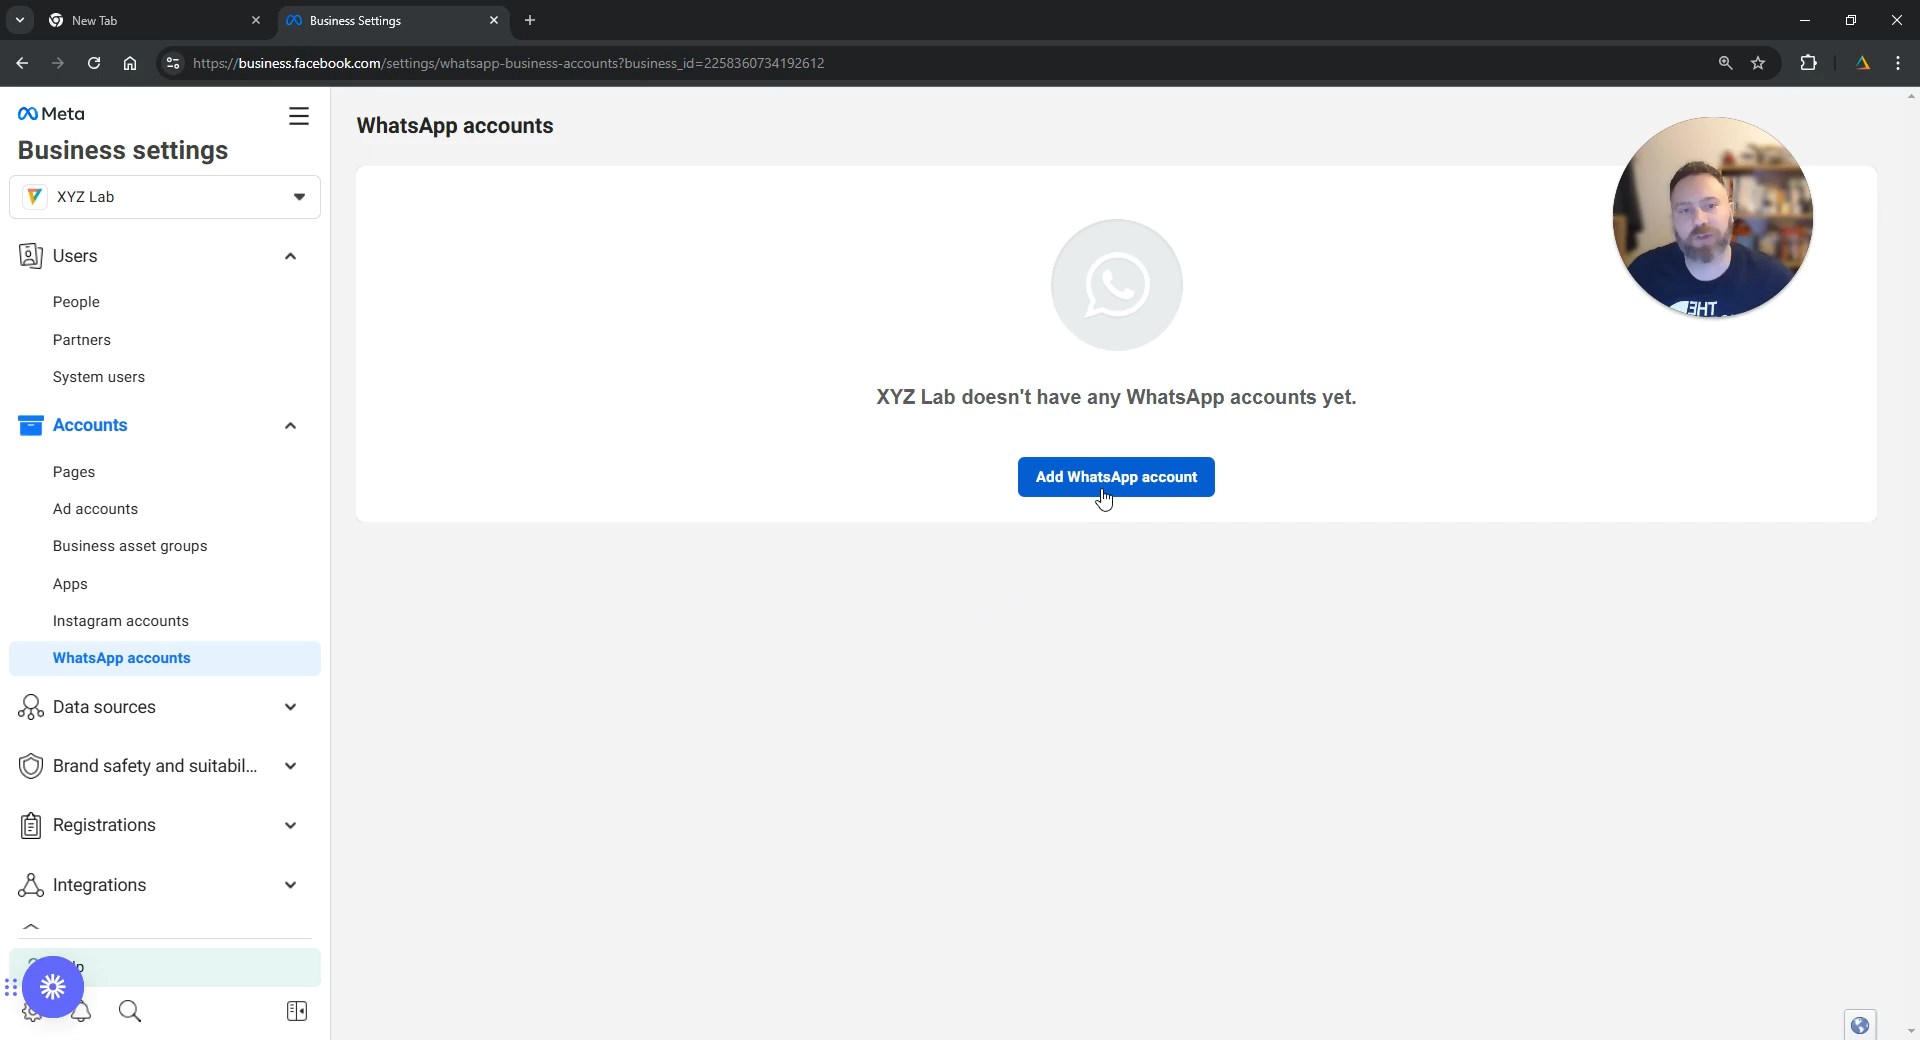 New Tab
Business Settings
https://business.facebook.com/settings/whatsapp-business-accounts?business_id=2258360734192612
Meta
Business settings
XYZ Lab
Users
People
Partners
System users
Accounts
Pages
Ad accounts
Business asset groups
Apps
Instagram accounts
WhatsApp accounts
Data sources
Brand safety and suitabil...
Registrations
Integrations
WhatsApp accounts
XYZ Lab doesn't have any WhatsApp accounts yet.
Add WhatsApp account
THE